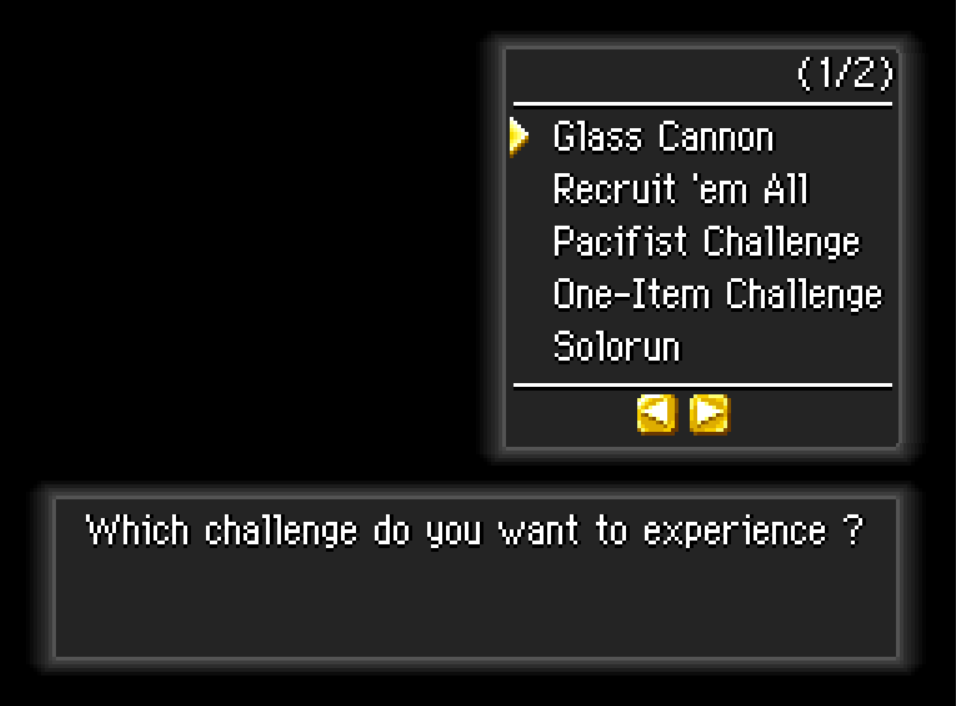 (1/2)
Glass Cannon
Recruit 'em All
Pacifist Challenge
One-Item Challenge
Solorun
Which challenge do you want to experience ?